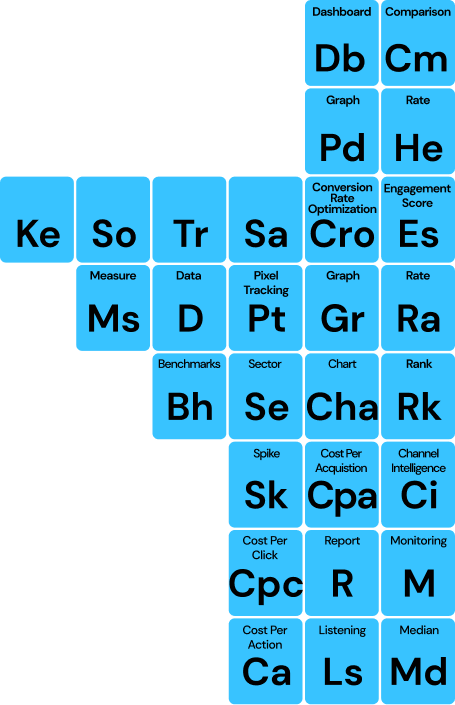 Dashboard Comparison
Db Cm
Graph Rate
Pd He
Conversion
Rate
Optimization
Engagement
Score
Ke So Tr Sa Cro Es
Measure Data Pixel
Tracking
Graph Rate
Ms D Pt Gr Ra
Benchmarks Sector Chart Rank
Bh Se Cha Rk
Spike Cost Per
Acquistion
Channel
Intelligence
Sk Cpa Ci
Cost Per
Click
Report Monitoring
Cpc R M
Cost Per
Action
Listening Median
Ca Ls Md